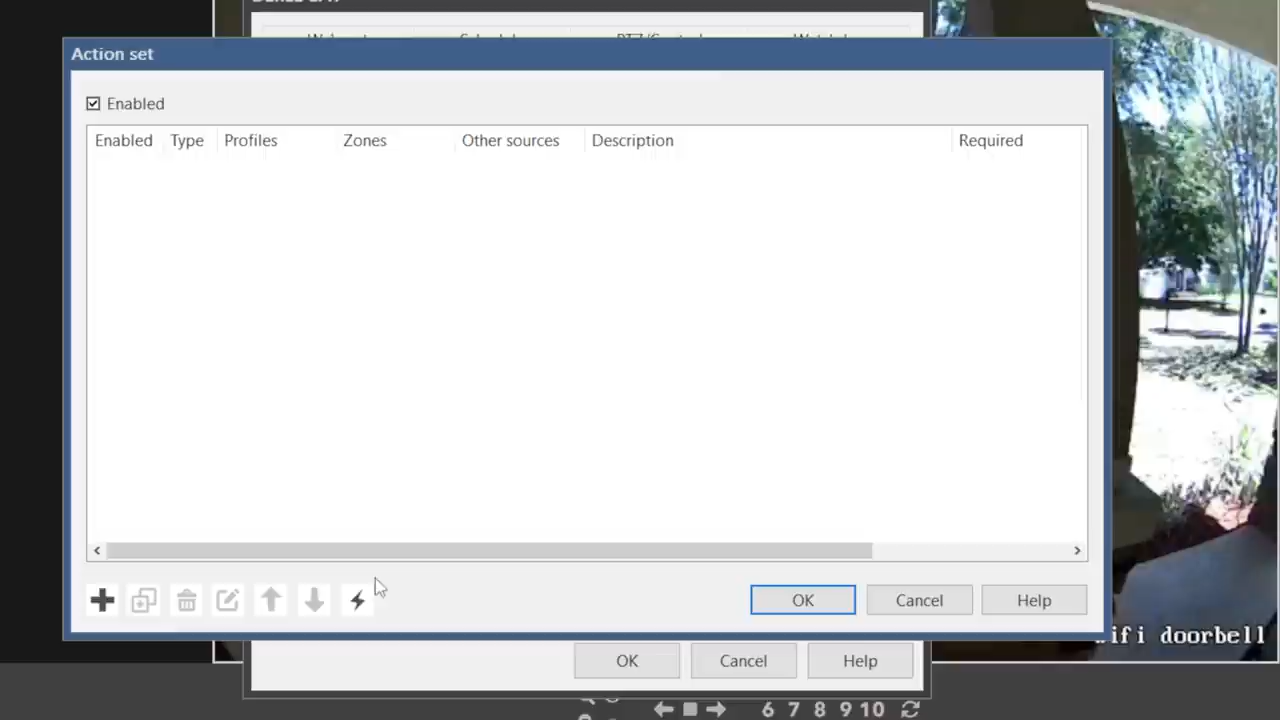 Action set
Enabled
Enabled Type Profiles Zones Other sources Description Required
OK Cancel Help
doorbell
OK Cancel Help
6 7 8 9 10